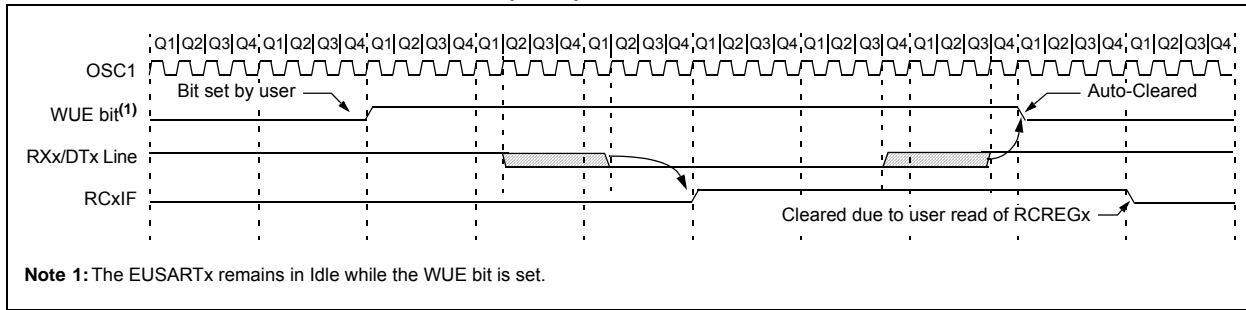 Q1 Q2 Q3 Q4 Q1 Q2 Q3 Q4 Q1 Q2 Q3 Q4 Q1 Q2 Q3 Q4 Q1 Q2 Q3 Q4 Q1 Q2 Q3 Q4 Q1 Q2 Q3 Q4 Q1 Q2 Q3 Q4 Q1 Q2 Q3 Q4 Q1 Q2 Q3 Q4
OSC1
Bit set by user
Auto-Cleared
WUE bit(1)
RXx/DTx Line
RCxIF
Cleared due to user read of RCREGx
Note 1: The EUSARTx remains in Idle while the WUE bit is set.